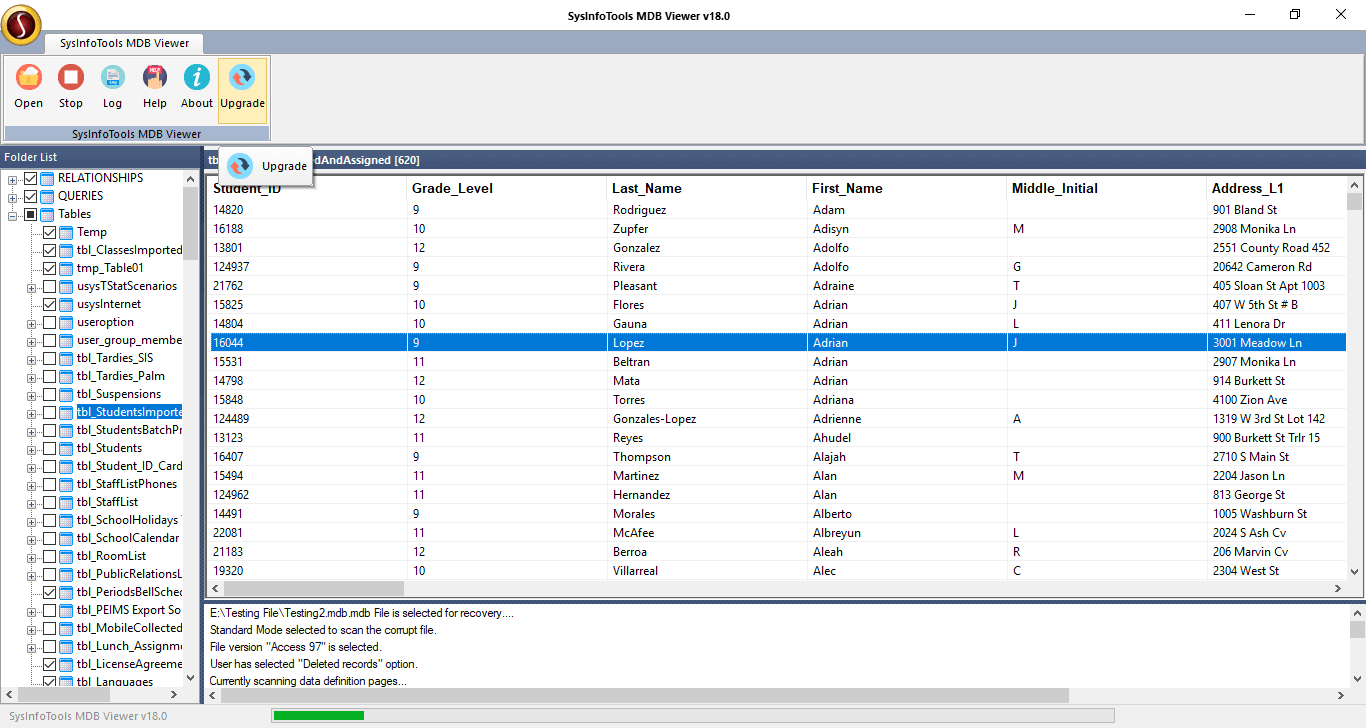 SysInfoTools MDB Viewer v18.0
SysInfoTools MDB Viewer
Open Stop Log Help About Upgrade
SysInfoTools MDB Viewer
Folder List
RELATIONSHIPS
QUERIES
Tables
Temp
tbl_ClassesImported
tmp_Table01
usysTStatScenarios
usysInternet
useroption
user_group_membe
tbl_Tardies_SIS
tbl_Tardies_Palm
tbl_Suspensions
tbl_StudentsImporte
tbl_StudentsBatchPr
tbl_Students
tbl_Student_ID_Card
tbl_StaffListPhones
tbl_StaffList
tbl_SchoolHolidays
tbl_SchoolCalendar
tbl_RoomList
tbl_PublicRelationsL
tbl_PeriodsBellSched
tbl_PEIMS Export So
tbl_MobileCollected
tbl_Lunch_Assignme
tbl_LicenseAgreeme
tbl_Languages
tb edAndAssigned [620]
Upgrade
Student_ID Grade_Level Last_Name First_Name Middle_Initial Address_L1
14820 9 Rodriguez Adam 901 Bland St
16188 10 Zupfer Adisyn M 2908 Monika Ln
13801 12 Gonzalez Adolfo 2551 County Road 452
124937 9 Rivera Adolfo G 20642 Cameron Rd
21762 9 Pleasant Adraine T 405 Sloan St Apt 1003
15825 10 Flores Adrian J 407 W 5th St # B
14804 10 Gauna Adrian L 411 Lenora Dr
16044 9 Lopez Adrian J 3001 Meadow Ln
15531 11 Beltran Adrian 2907 Monika Ln
14798 12 Mata Adrian 914 Burkett St
15848 10 Torres Adriana 4100 Zion Ave
124489 12 Gonzales-Lopez Adrienne A 1319 W 3rd St Lot 142
13123 11 Reyes Ahudel 900 Burkett St Trlr 15
16407 9 Thompson Alajah T 2710 S Main St
15494 11 Martinez Alan M 2204 Jason Ln
124962 11 Hernandez Alan 813 George St
14491 9 Morales Alberto 1005 Washburn St
22081 11 McAfee Albreyun L 2024 S Ash Cv
21183 12 Berroa Aleah R 206 Marvin Cv
19320 10 Villarreal Alec C 2304 West St
E:\Testing File\Testing2.mdb.mdb File is selected for recovery....
Standard Mode selected to scan the corrupt file.
File version "Access 97" is selected.
User has selected "Deleted records" option.
Currently scanning data definition pages...
SysInfoTools MDB Viewer v18.0